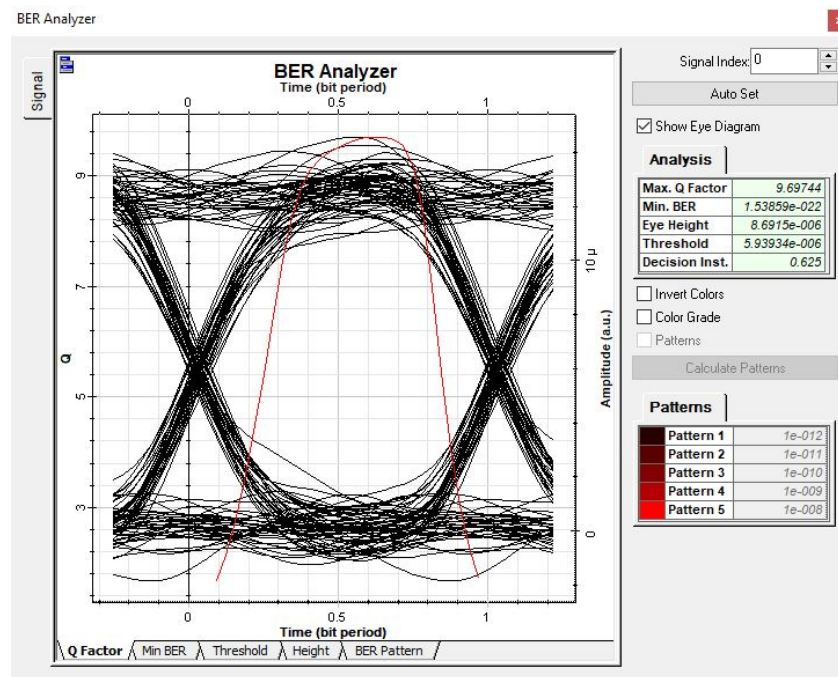 BER Analyzer
x
Signal
BER Analyzer
Time (bit period)
0 0.5 1
Q
9
7
5
3
10 µ
0
Amplitude (a.u.)
0 0.5 1
Time (bit period)
Q Factor Min BER Threshold Height BER Pattern
Signal Index: 0
Auto Set
Show Eye Diagram
Analysis
Max. Q Factor 9.69744
Min. BER 1.53859e-022
Eye Height 8.6915e-006
Threshold 5.93934e-006
Decision Inst. 0.625
Invert Colors
Color Grade
Patterns
Calculate Patterns
Patterns
Pattern 1 1e-012
Pattern 2 1e-011
Pattern 3 1e-010
Pattern 4 1e-009
Pattern 5 1e-008